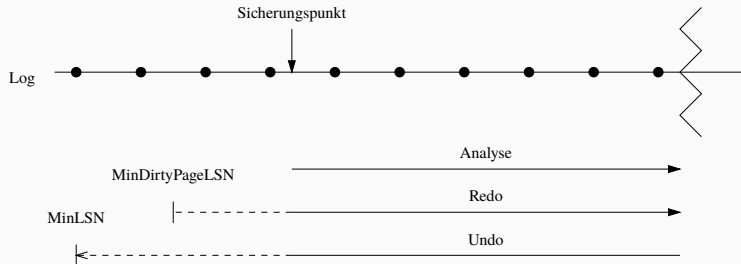 Sicherungspunkt
Log
Analyse
MinDirtyPageLSN
Redo
MinLSN
Undo